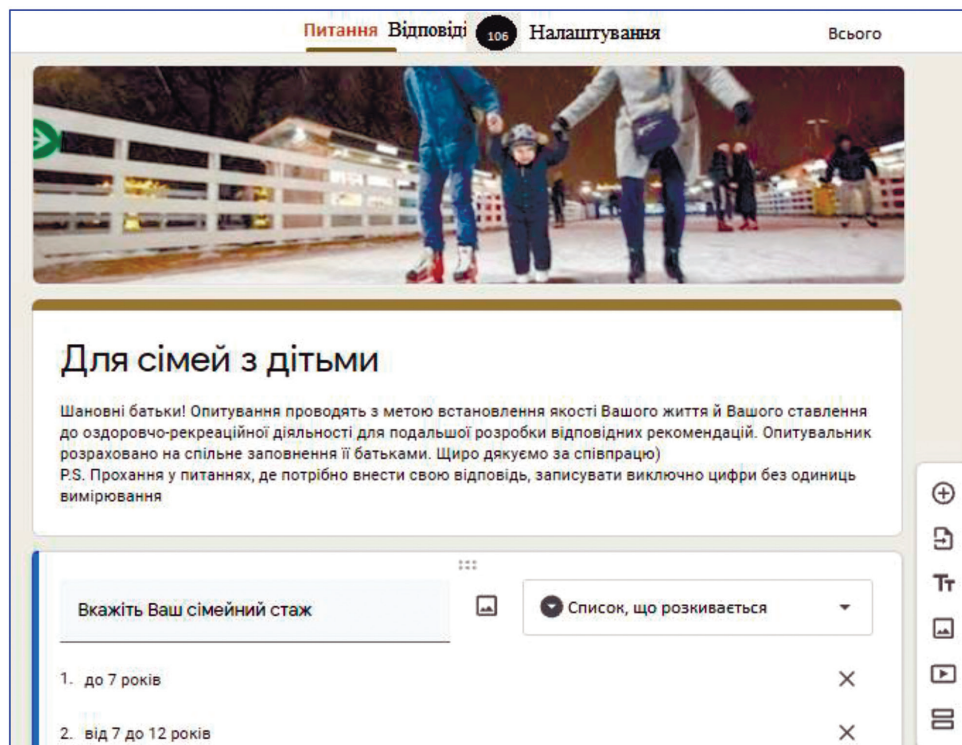 Питання Відповіді 106 Налаштування Всього
Для сімей з дітьми
Шановні батьки! Опитування проводять з метою встановлення якості Вашого життя й Вашого ставлення
до оздоровчо-рекреаційної діяльності для подальшої розробки відповідних рекомендацій. Опитувальник
розраховано на спільне заповнення її батьками. Щиро дякуємо за співпрацю)
P.S. Прохання у питаннях, де потрібно внести свою відповідь, записувати виключно цифри без одиниць
вимірювання
Вкажіть Ваш сімейний стаж
Список, що розкивається
1. до 7 років
2. від 7 до 12 років